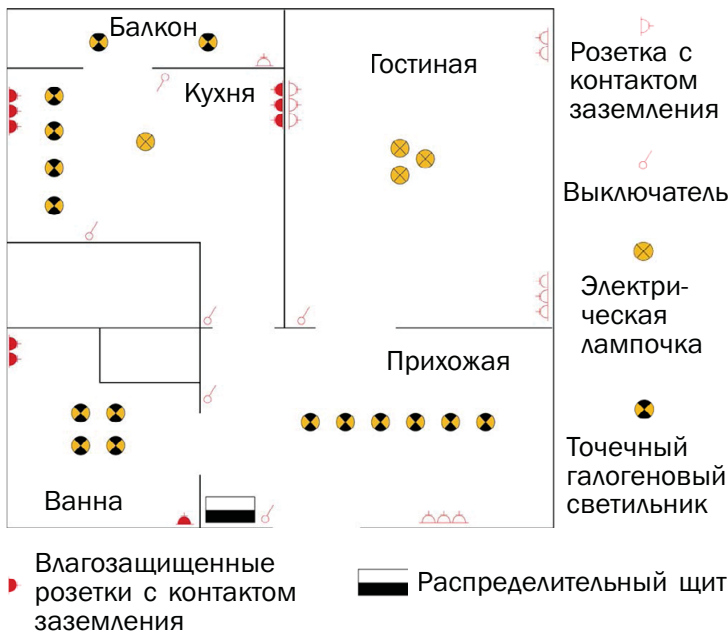 Балкон
Кухня
Гостиная
Прихожая
Ванна
Розетка с
контактом
заземления
Выключатель
Электри-
ческая
лампочка
Точечный
галогеновый
светильник
Влагозащищенные
розетки с контактом
заземления
Распределительный щит